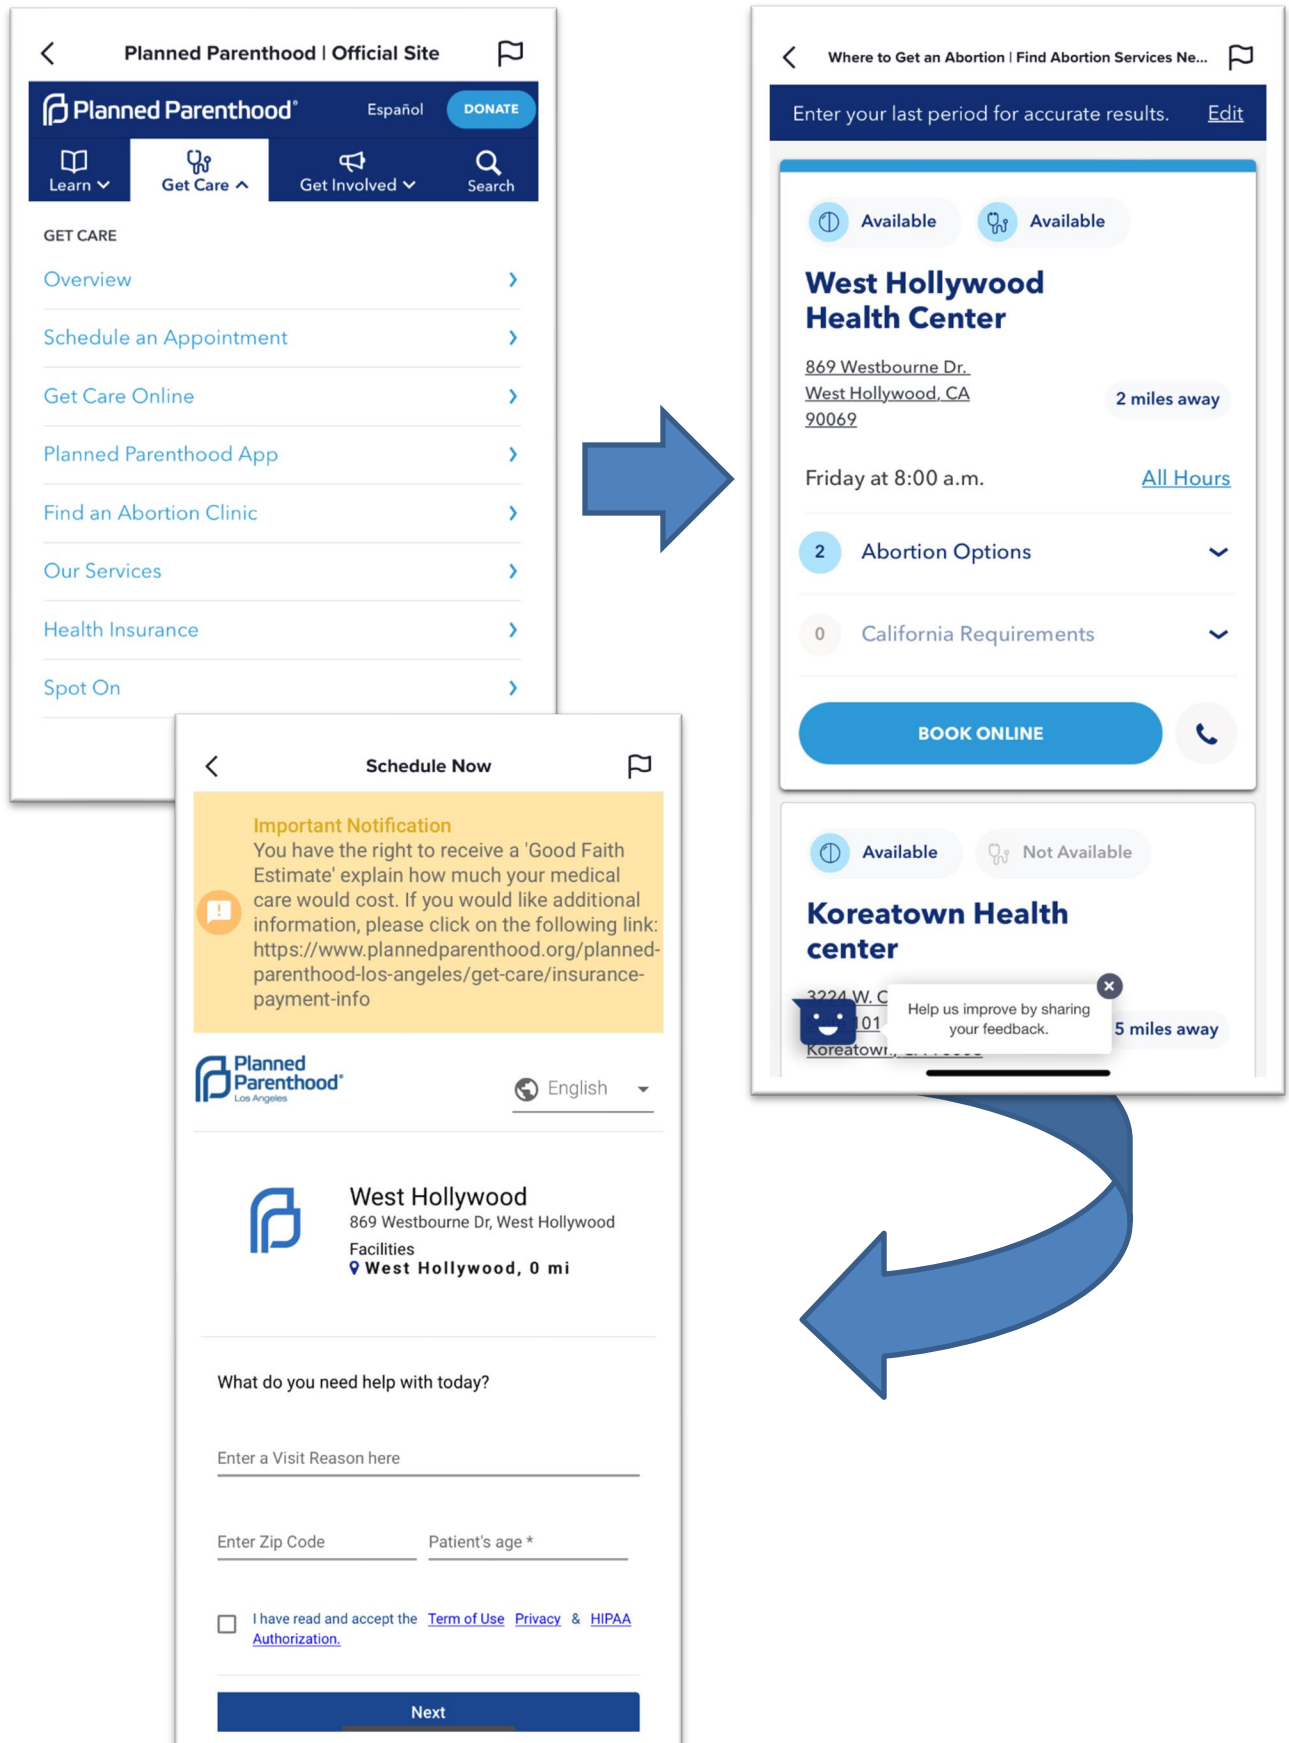 Planned Parenthood | Official Site
Planned Parenthood®
Español
DONATE
Learn
Get Care
Get Involved
Search
GET CARE
Overview
Schedule an Appointment
Get Care Online
Planned Parenthood App
Find an Abortion Clinic
Our Services
Health Insurance
Spot On
Where to Get an Abortion | Find Abortion Services Ne...
Enter your last period for accurate results. Edit
Available
Available
West Hollywood
Health Center
869 Westbourne Dr.
West Hollywood, CA
90069
2 miles away
Friday at 8:00 a.m.
All Hours
2 Abortion Options
0 California Requirements
BOOK ONLINE
Available
Not Available
Koreatown Health
center
3224 W.
101
Koreatown,
5 miles away
Help us improve by sharing
your feedback.
Schedule Now
Important Notification
You have the right to receive a 'Good Faith
Estimate' explain how much your medical
care would cost. If you would like additional
information, please click on the following link:
https://www.plannedparenthood.org/planned-
parenthood-los-angeles/get-care/insurance-
payment-info
Planned
Parenthood®
Los Angeles
English
West Hollywood
869 Westbourne Dr, West Hollywood
Facilities
West Hollywood, 0 mi
What do you need help with today?
Enter a Visit Reason here
Enter Zip Code
Patient's age *
I have read and accept the Term of Use Privacy & HIPAA
Authorization.
Next